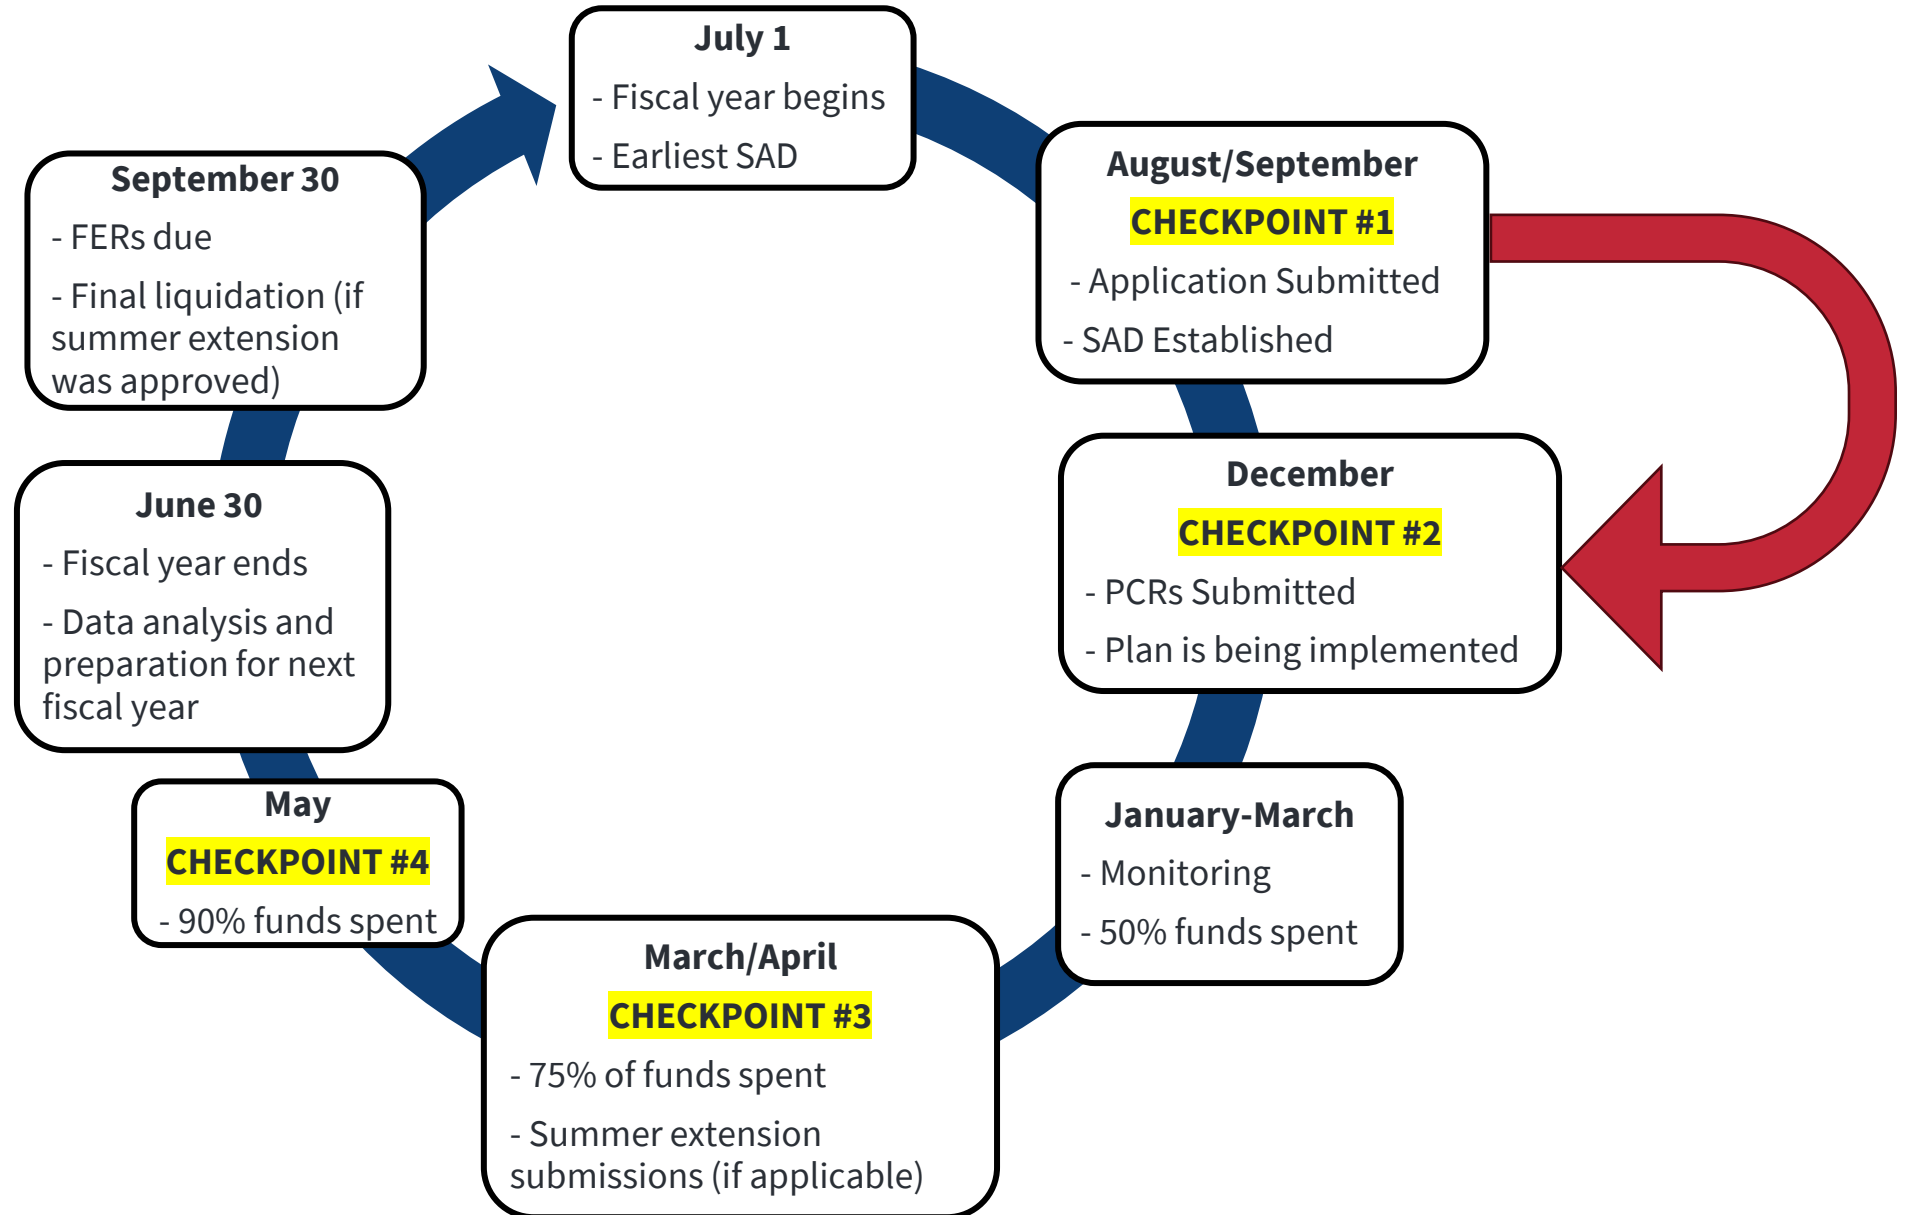 July 1
- Fiscal year begins
- Earliest SAD
August/September
CHECKPOINT #1
- Application Submitted
- SAD Established
December
CHECKPOINT #2
- PCRs Submitted
- Plan is being implemented
January-March
- Monitoring
- 50% funds spent
March/April
CHECKPOINT #3
- 75% of funds spent
- Summer extension
submissions (if applicable)
May
CHECKPOINT #4
- 90% funds spent
June 30
- Fiscal year ends
- Data analysis and
preparation for next
fiscal year
September 30
- FERs due
- Final liquidation (if
summer extension
was approved)